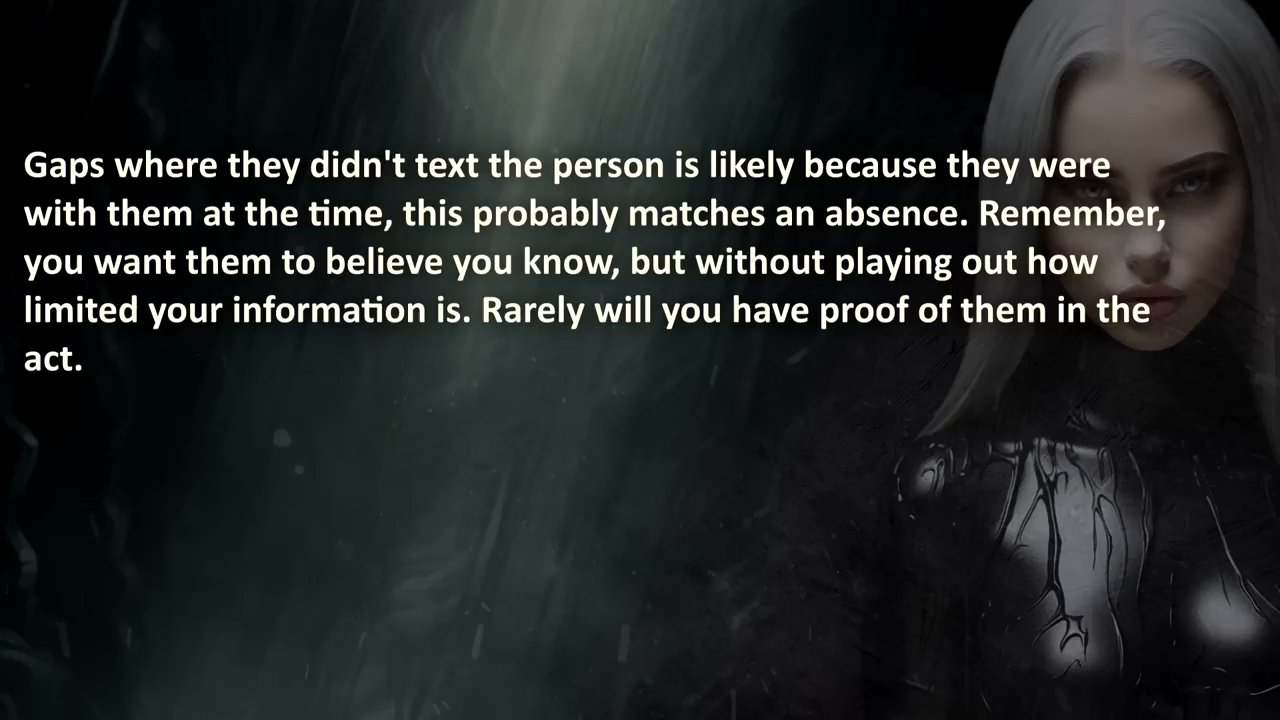 Gaps where they didn't text the person is likely because they were
with them at the time, this probably matches an absence. Remember,
you want them to believe you know, but without playing out how
limited your information is. Rarely will you have proof of them in the
act.